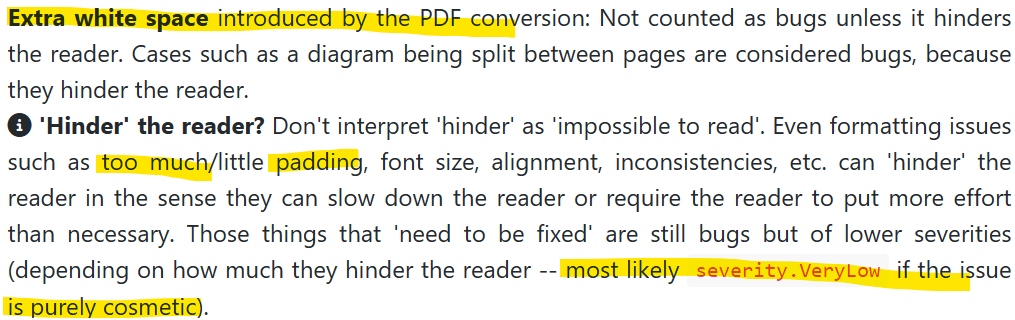 Extra white space introduced by the PDF conversion: Not counted as bugs unless it hinders
the reader. Cases such as a diagram being split between pages are considered bugs, because
they hinder the reader.
'Hinder' the reader? Don't interpret 'hinder' as 'impossible to read'. Even formatting issues
such as too much/little padding, font size, alignment, inconsistencies, etc. can 'hinder' the
reader in the sense they can slow down the reader or require the reader to put more effort
than necessary. Those things that 'need to be fixed' are still bugs but of lower severities
(depending on how much they hinder the reader -- most likely severity.VeryLow if the issue
is purely cosmetic).